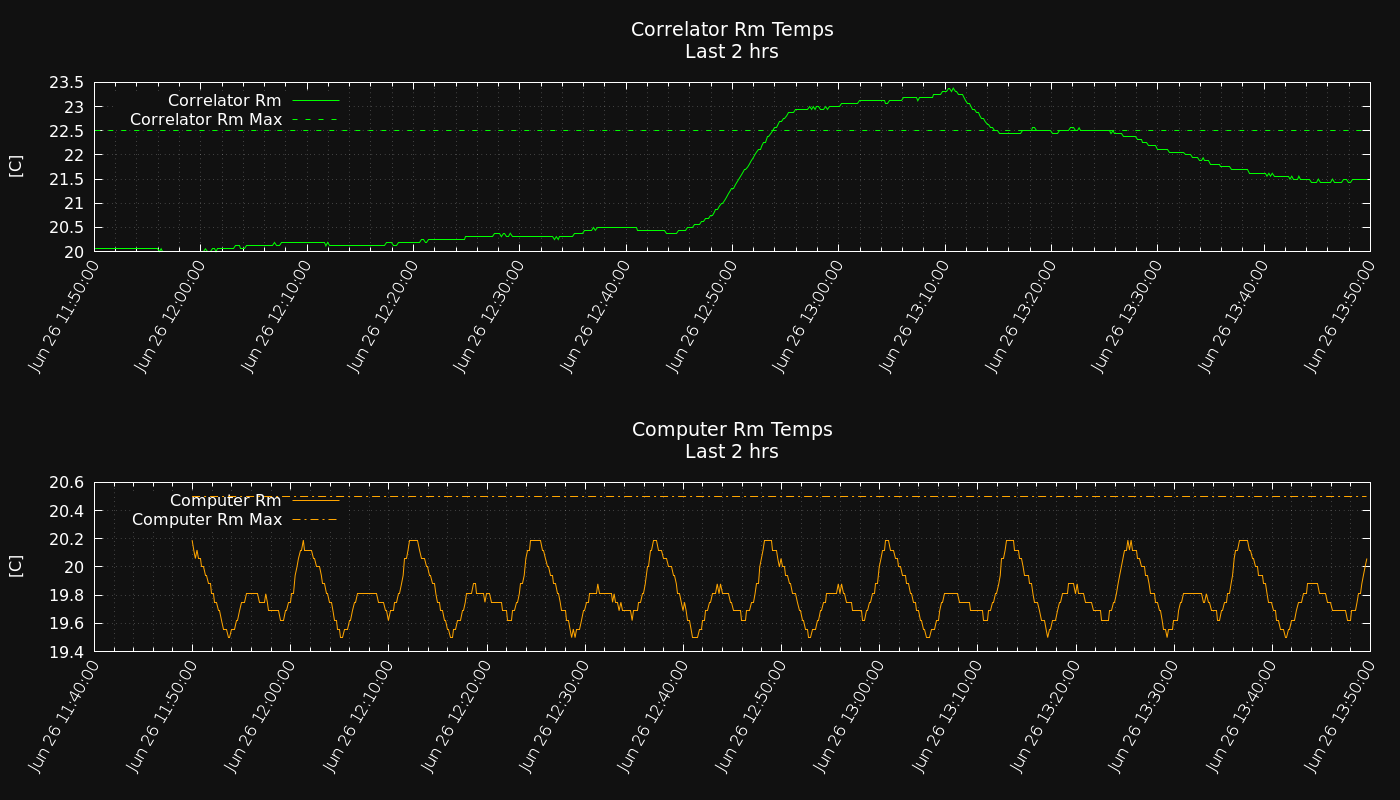 Correlator Rm Temps
Last 2 hrs
23.5
23
22.5
22
21.5
21
20.5
20
[C]
Correlator Rm
Correlator Rm Max
Jun 26 11:50:00
Jun 26 12:00:00
Jun 26 12:10:00
Jun 26 12:20:00
Jun 26 12:30:00
Jun 26 12:40:00
Jun 26 12:50:00
Jun 26 13:00:00
Jun 26 13:10:00
Jun 26 13:20:00
Jun 26 13:30:00
Jun 26 13:40:00
Jun 26 13:50:00
Computer Rm Temps
Last 2 hrs
20.6
20.4
20.2
20
19.8
19.6
19.4
[C]
Computer Rm
Computer Rm Max
Jun 26 11:40:00
Jun 26 11:50:00
Jun 26 12:00:00
Jun 26 12:10:00
Jun 26 12:20:00
Jun 26 12:30:00
Jun 26 12:40:00
Jun 26 12:50:00
Jun 26 13:00:00
Jun 26 13:10:00
Jun 26 13:20:00
Jun 26 13:30:00
Jun 26 13:40:00
Jun 26 13:50:00